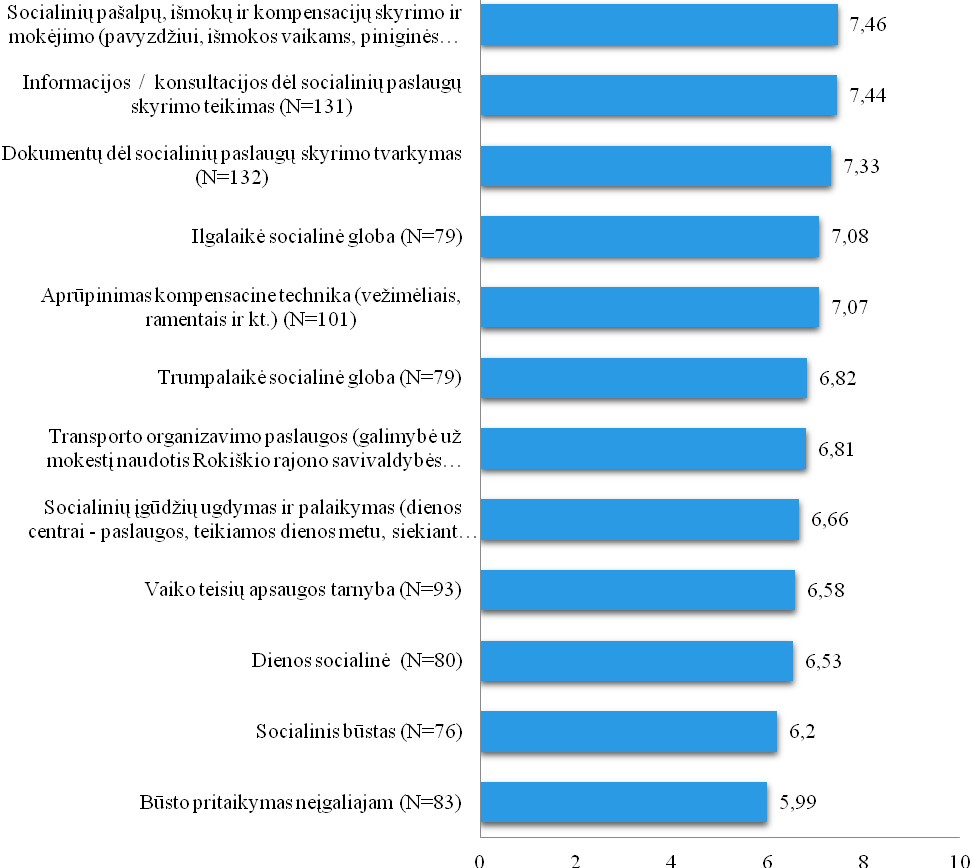 Socialinių pašalpų, išmokų ir kompensacijų skyrimo ir
mokėjimo (pavyzdžiui, išmokos vaikams, piniginės…
7,46
Informacijos / konsultacijos dėl socialinių paslaugų
skyrimo teikimas (N=131)
7,44
Dokumentų dėl socialinių paslaugų skyrimo tvarkymas
(N=132)
7,33
Ilgalaikė socialinė globa (N=79)
7,08
Aprūpinimas kompensacine technika (vežimėliais,
ramentais ir kt.) (N=101)
7,07
Trumpalaikė socialinė globa (N=79)
6,82
Transporto organizavimo paslaugos (galimybė už
mokestį naudotis Rokiškio rajono savivaldybės…
6,81
Socialinių įgūdžių ugdymas ir palaikymas (dienos
centrai - paslaugos, teikiamos dienos metu, siekiant…
6,66
Vaiko teisių apsaugos tarnyba (N=93)
6,58
Dienos socialinė (N=80)
6,53
Socialinis būstas (N=76)
6,2
Būsto pritaikymas neįgaliajam (N=83)
5,99
0 2 4 6 8 10